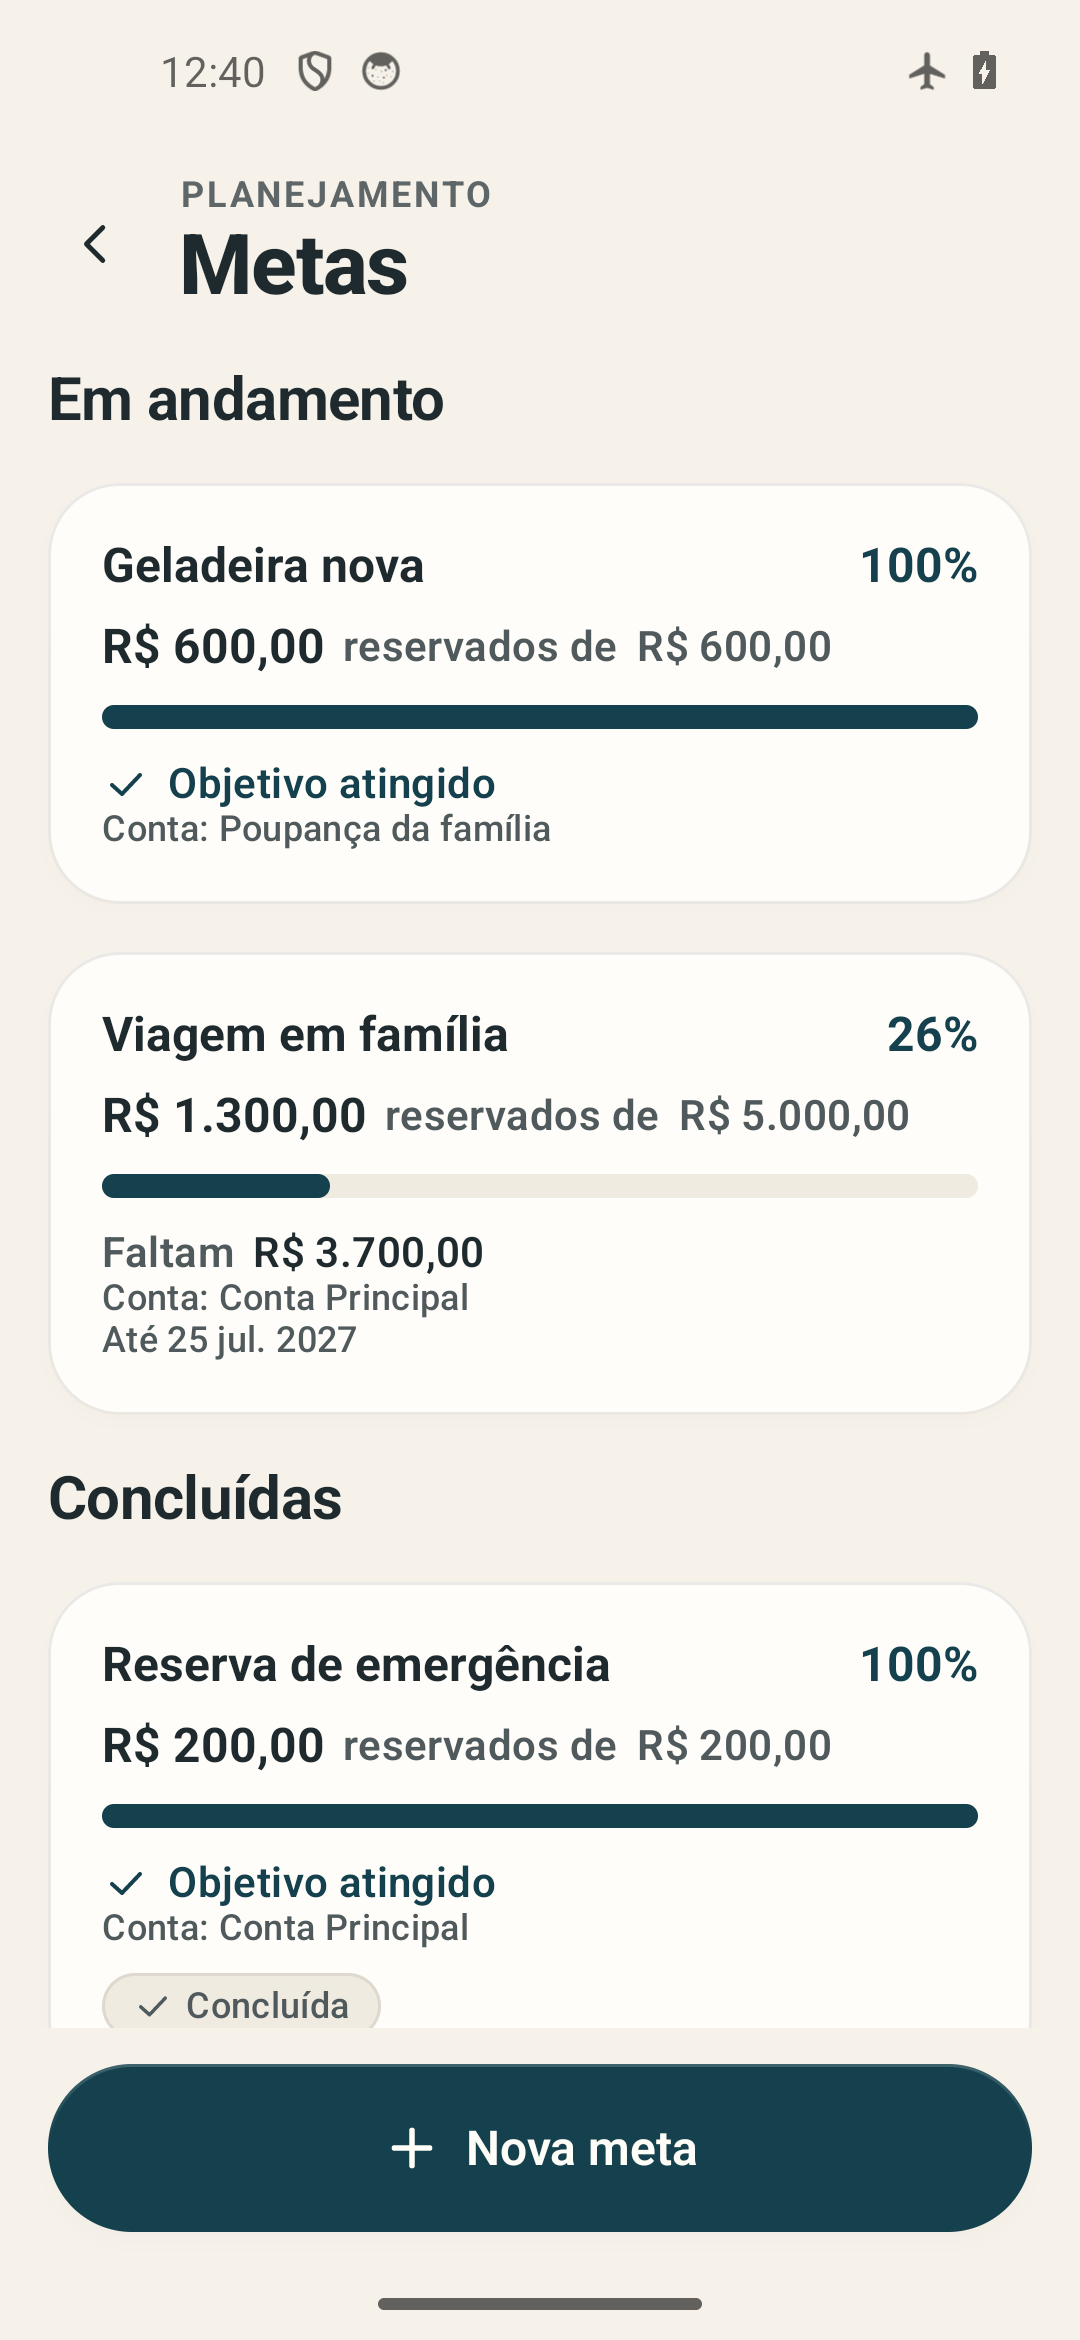 12:40
PLANEJAMENTO
Metas
Em andamento
Geladeira nova 100%
R$ 600,00 reservados de R$ 600,00
Objetivo atingido
Conta: Poupança da família
Viagem em família 26%
R$ 1.300,00 reservados de R$ 5.000,00
Faltam R$ 3.700,00
Conta: Conta Principal
Até 25 jul. 2027
Concluídas
Reserva de emergência 100%
R$ 200,00 reservados de R$ 200,00
Objetivo atingido
Conta: Conta Principal
Concluída
Nova meta